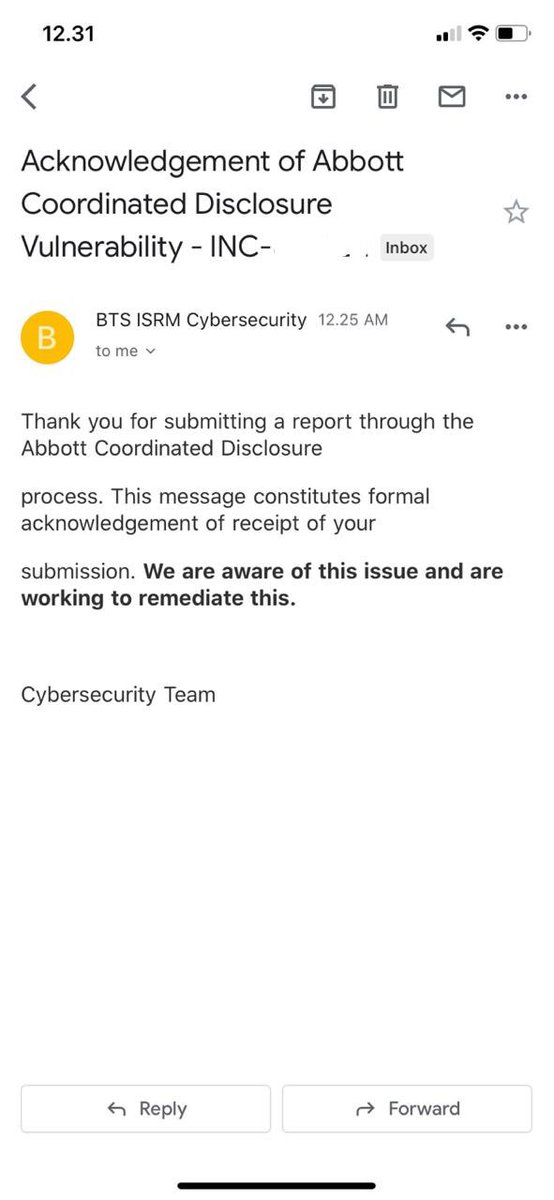 12.31
Acknowledgement of Abbott
Coordinated Disclosure
Vulnerability - INC-
Inbox
B
BTS ISRM Cybersecurity 12.25 AM
to me
Thank you for submitting a report through the
Abbott Coordinated Disclosure
process. This message constitutes formal
acknowledgement of receipt of your
submission. We are aware of this issue and are
working to remediate this.
Cybersecurity Team
Reply
Forward